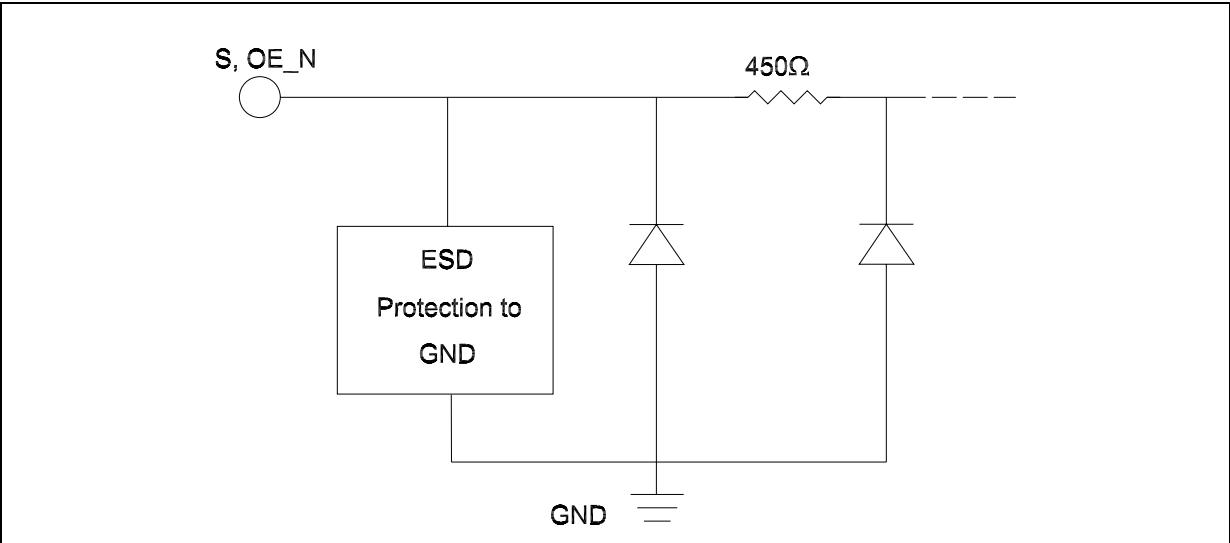 S, OE_N
450Ω
ESD
Protection to
GND
GND